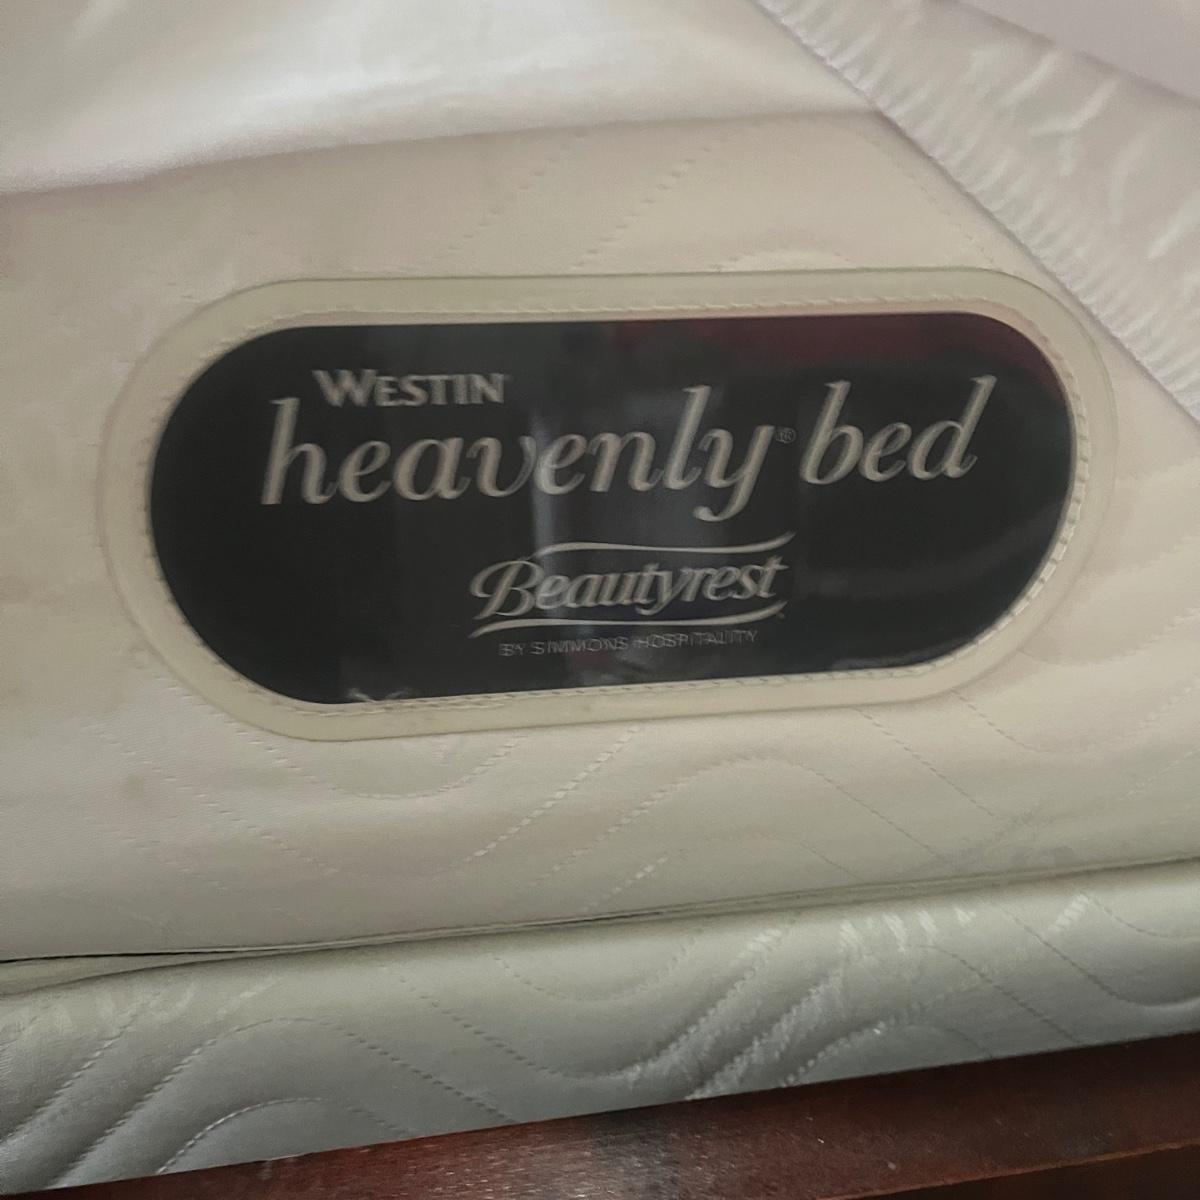 WESTIN
heavenly® bed
Beautyrest
BY SIMMONS HOSPITALITY